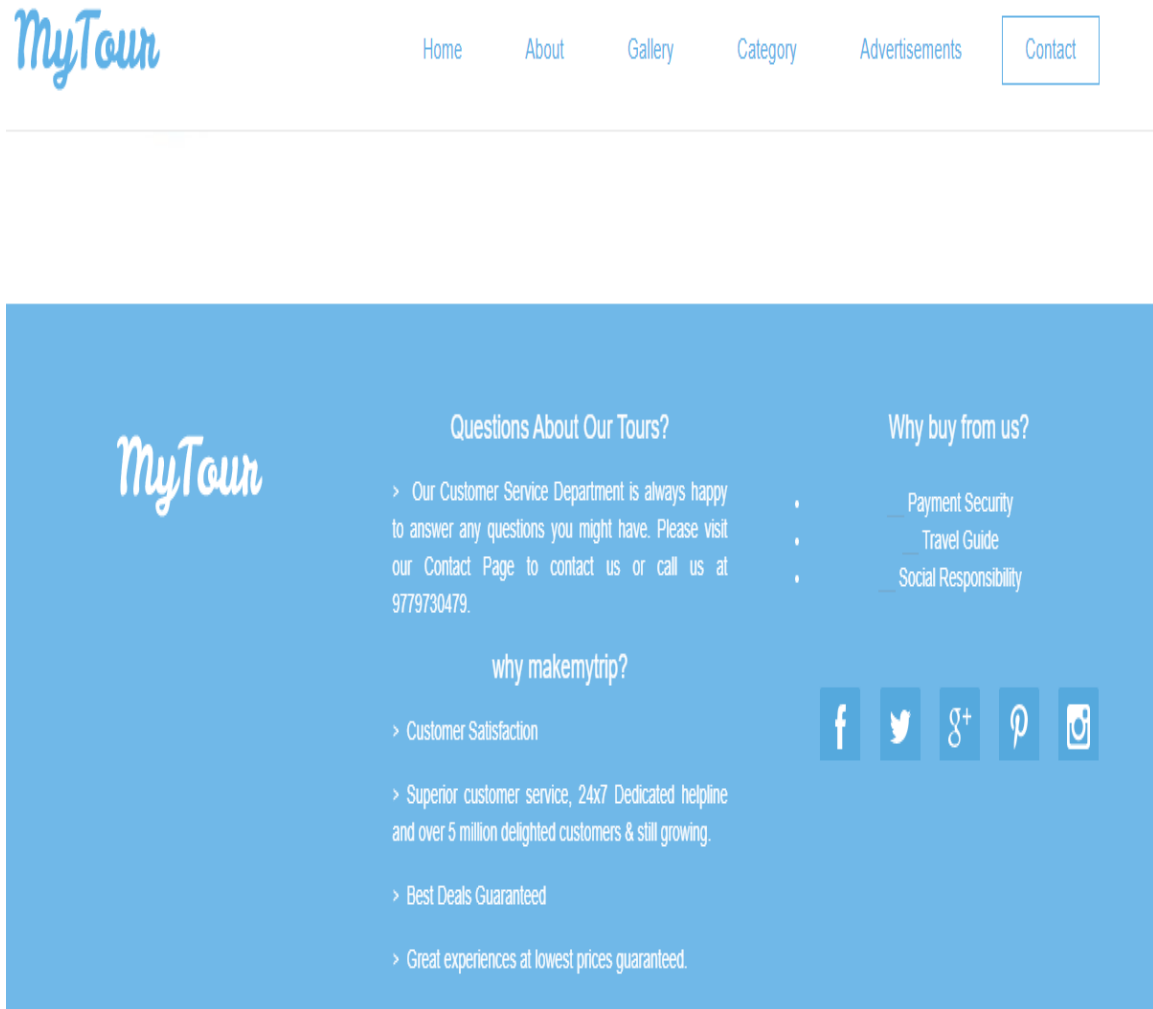 MyTour
Home About Gallery Category Advertisements Contact
MyTour
Questions About Our Tours?
> Our Customer Service Department is always happy
to answer any questions you might have. Please visit
our Contact Page to contact us or call us at
9779730479.
why makemytrip?
> Customer Satisfaction
> Superior customer service, 24x7 Dedicated helpline
and over 5 million delighted customers & still growing.
> Best Deals Guaranteed
> Great experiences at lowest prices guaranteed.
Why buy from us?
• __ Payment Security
• __ Travel Guide
• __ Social Responsibility
f g+